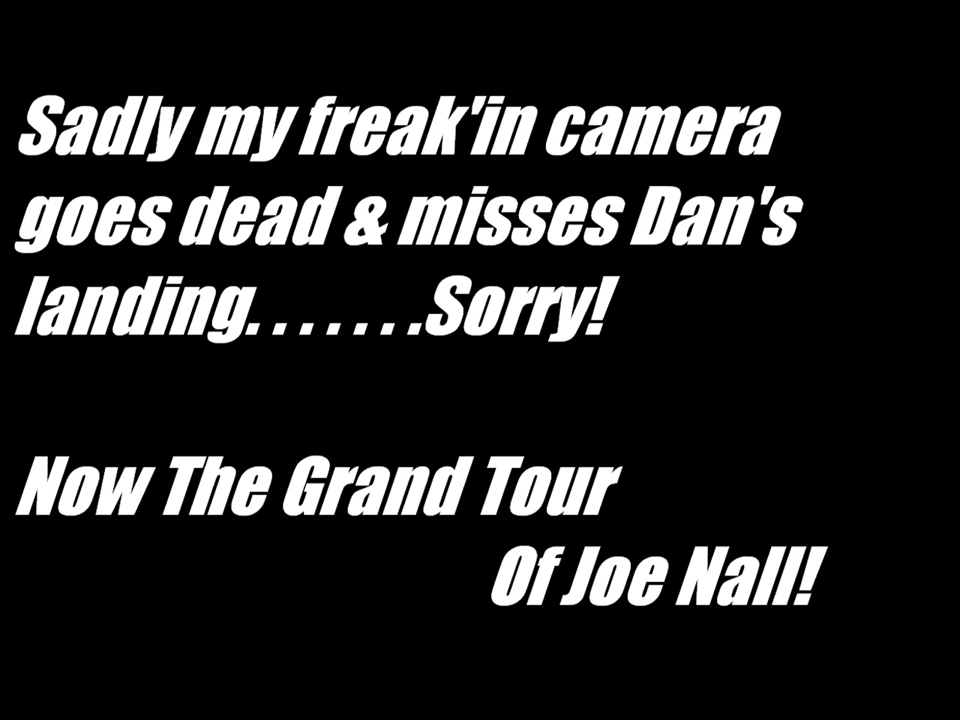 Sadly my freak'in camera
goes dead & misses Dan's
landing. . . . . . .Sorry!
Now The Grand Tour
Of Joe Nall!